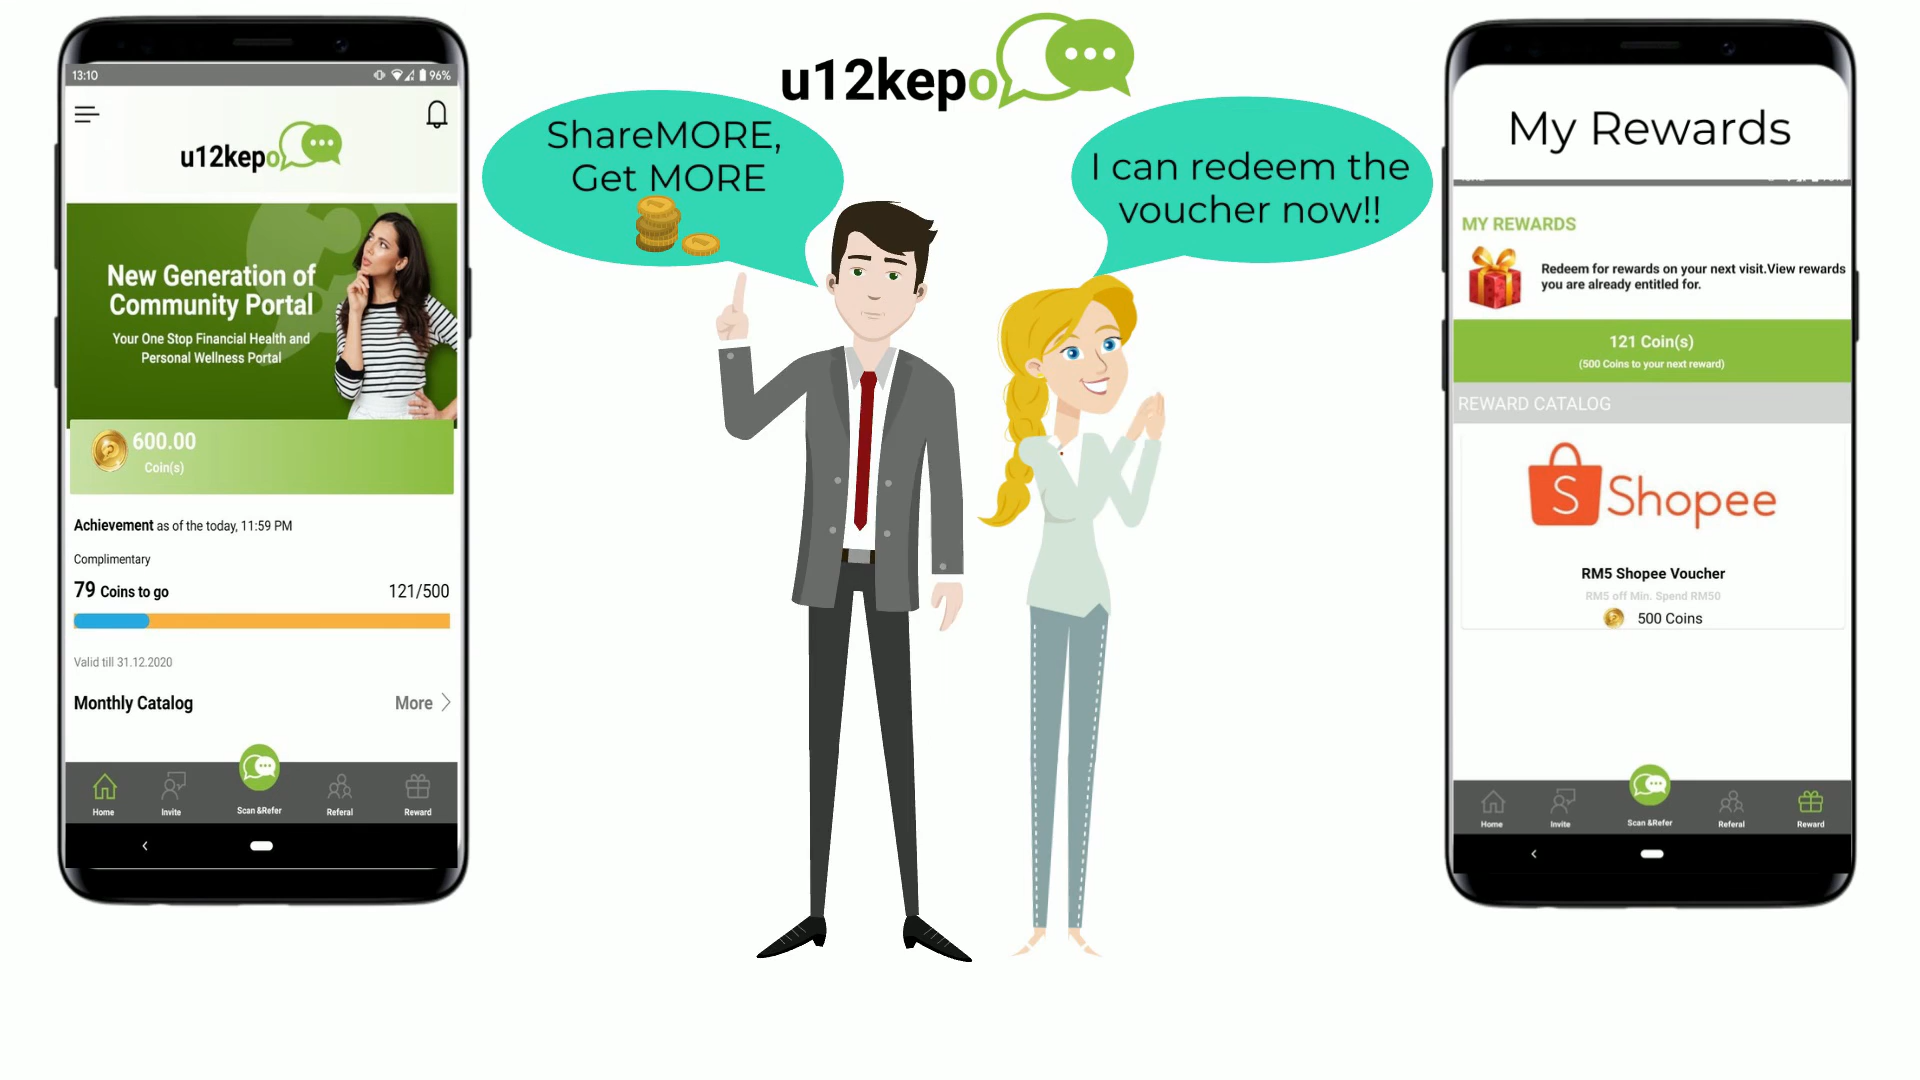 13:10
96%
u12kepo
New Generation of
Community Portal
Your One Stop Financial Health and
Personal Wellness Portal
600.00
Coin(s)
Achievement as of the today, 11:59 PM
Complimentary
79 Coins to go
121/500
Valid till 31.12.2020
Monthly Catalog
More
Home
Invite
Scan &Refer
Referal
Reward
u12kepo
ShareMORE,
Get MORE
I can redeem the
voucher now!!
My Rewards
MY REWARDS
Redeem for rewards on your next visit.View rewards
you are already entitled for.
121 Coin(s)
(500 Coins to your next reward)
REWARD CATALOG
S Shopee
RM5 Shopee Voucher
RM5 off Min. Spend RM50
500 Coins
Home
Invite
Scan &Refer
Referal
Reward